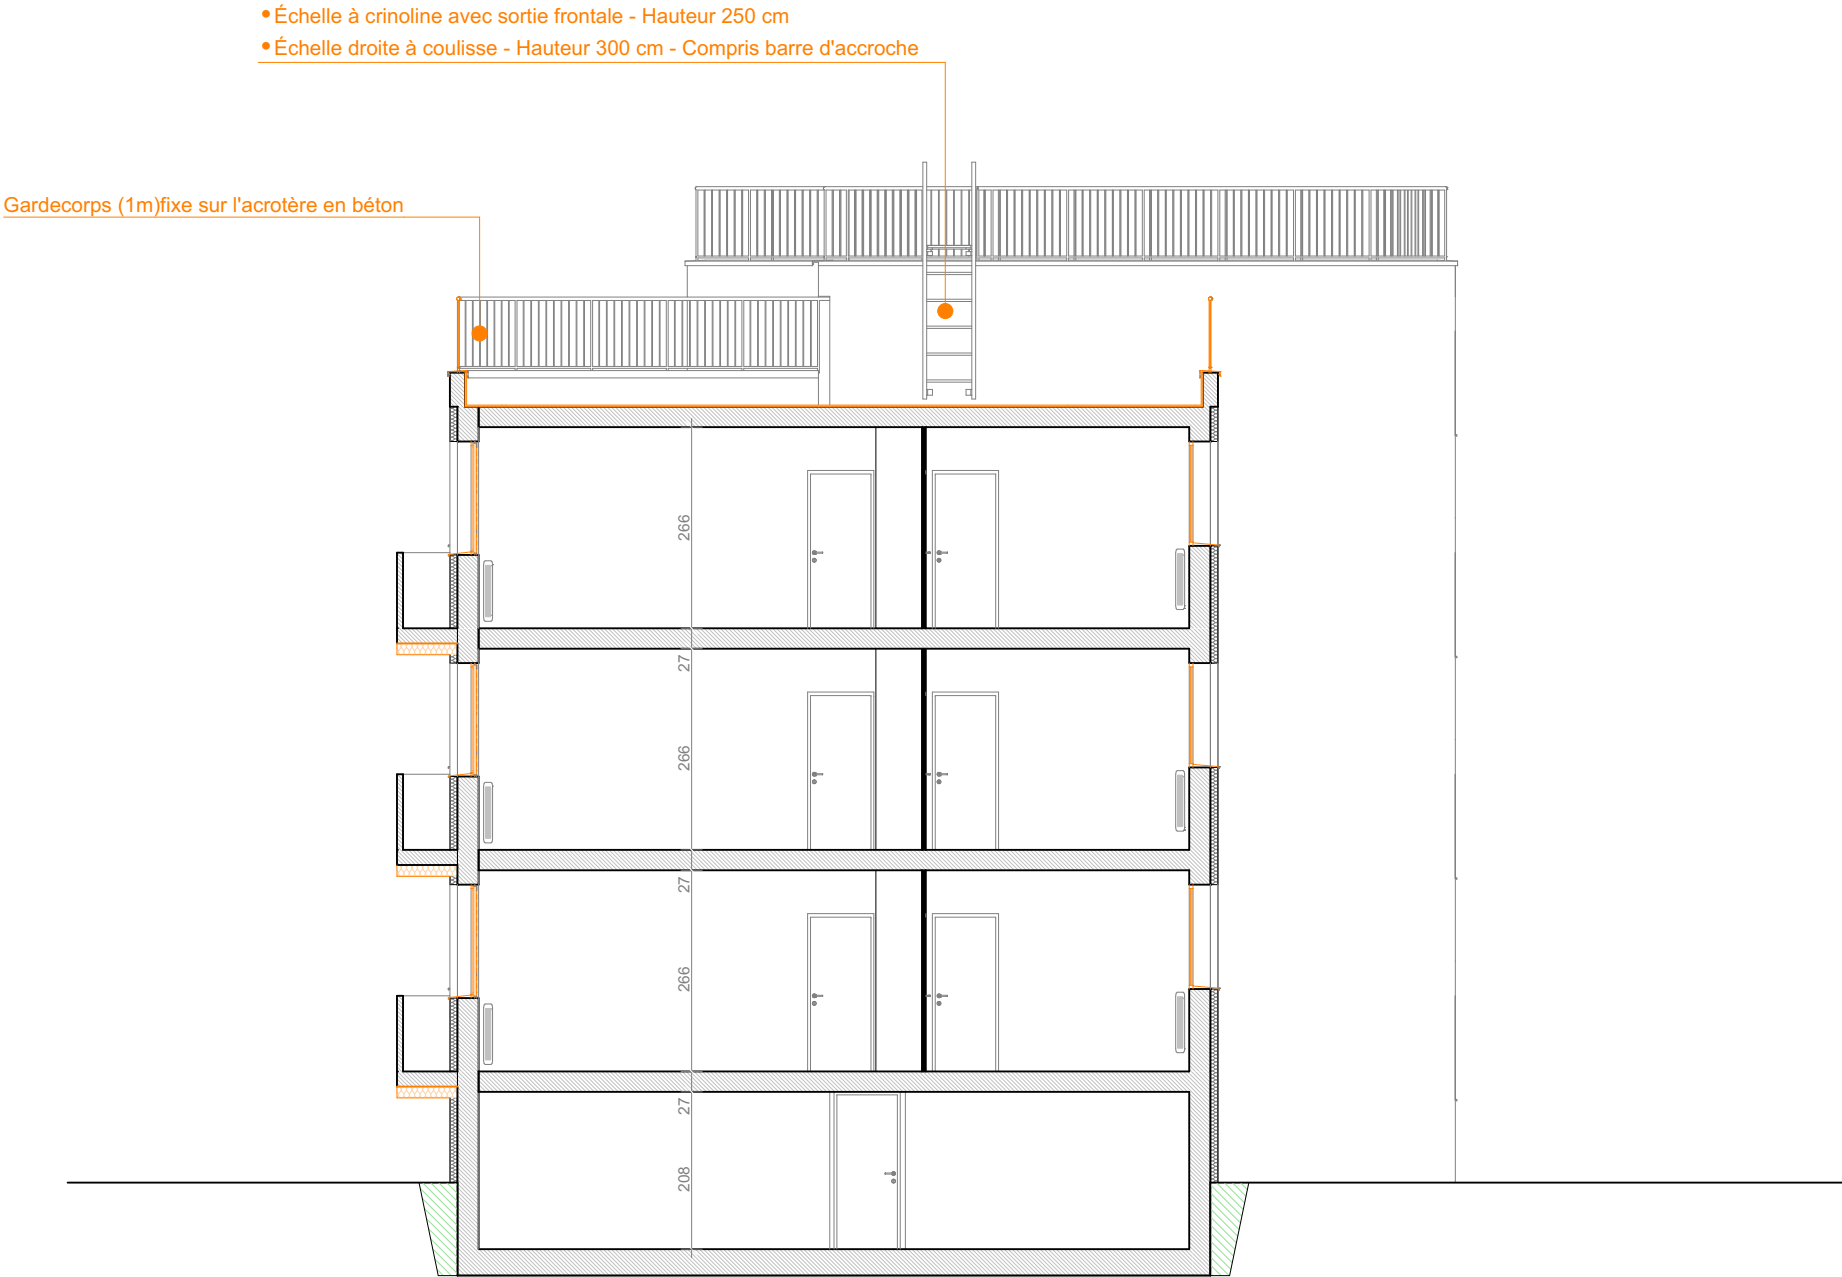 •Échelle à crinoline avec sortie frontale - Hauteur 250 cm
•Échelle droite à coulisse - Hauteur 300 cm - Compris barre d'accroche
Gardecorps (1m)fixe sur l'acrotère en béton
266
27
266
27
266
27
208